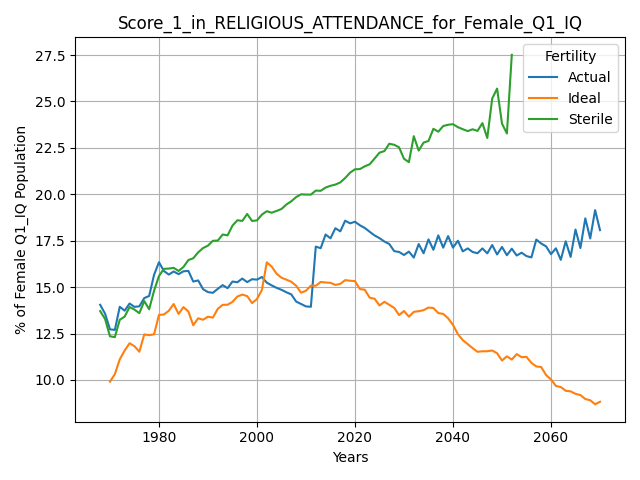 Score_1_in_RELIGIOUS_ATTENDANCE_for_Female_Q1_IQ
% of Female Q1_IQ Population
27.5
25.0
22.5
20.0
17.5
15.0
12.5
10.0
Fertility
Actual
Ideal
Sterile
1980
2000
2020
2040
2060
Years